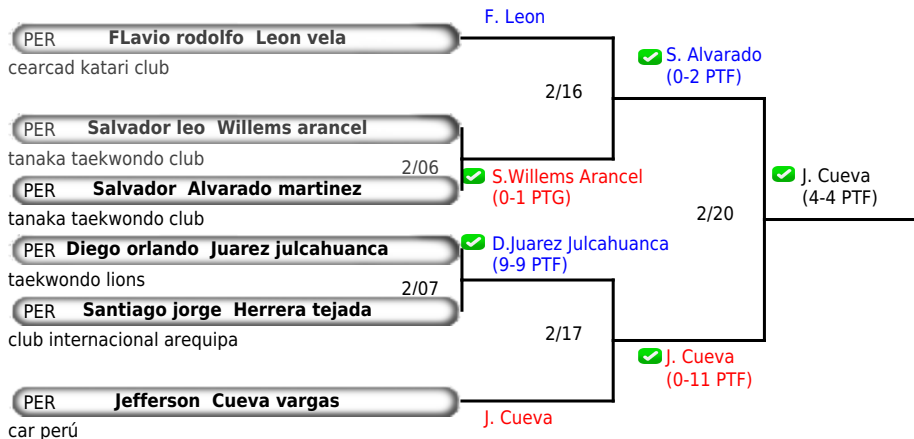 F. Leon
PER FLavio rodolfo Leon vela
cearcad katari club
S. Alvarado
(0-2 PTF)
2/16
PER Salvador leo Willems arancel
tanaka taekwondo club
2/06
S.Willems Arancel
(0-1 PTG)
PER Salvador Alvarado martinez
tanaka taekwondo club
J. Cueva
(4-4 PTF)
2/20
PER Diego orlando Juarez julcahuanca
D.Juarez Julcahuanca
(9-9 PTF)
taekwondo lions
2/07
PER Santiago jorge Herrera tejada
club internacional arequipa
2/17
J. Cueva
(0-11 PTF)
PER Jefferson Cueva vargas
J. Cueva
car perú